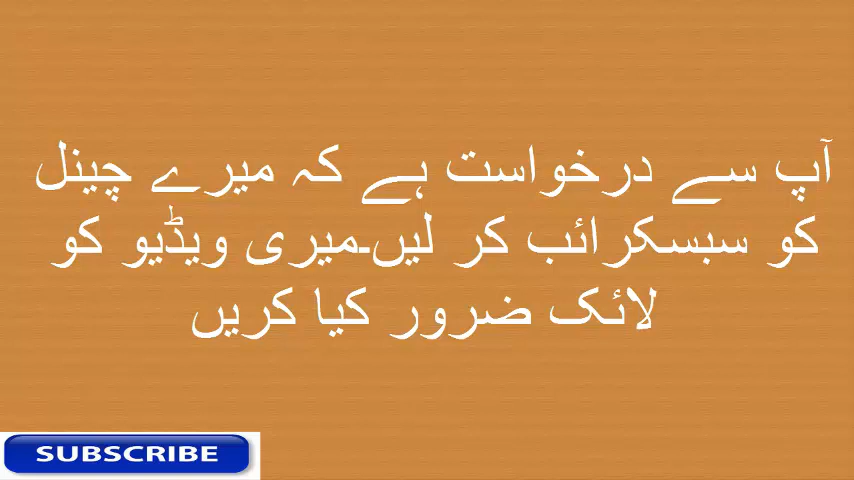 آپ سے درخواست ہے کہ میرے چینل
کو سبسکرائب کر لیں۔میری ویڈیو کو
لائک ضرور کیا کریں
SUBSCRIBE